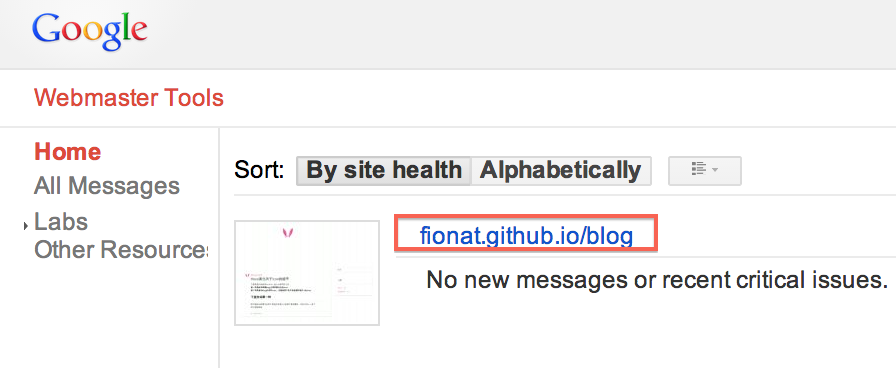 Google
Webmaster Tools
Home
All Messages
Labs
Other Resources
Sort: By site health Alphabetically
fionat.github.io/blog
No new messages or recent critical issues.